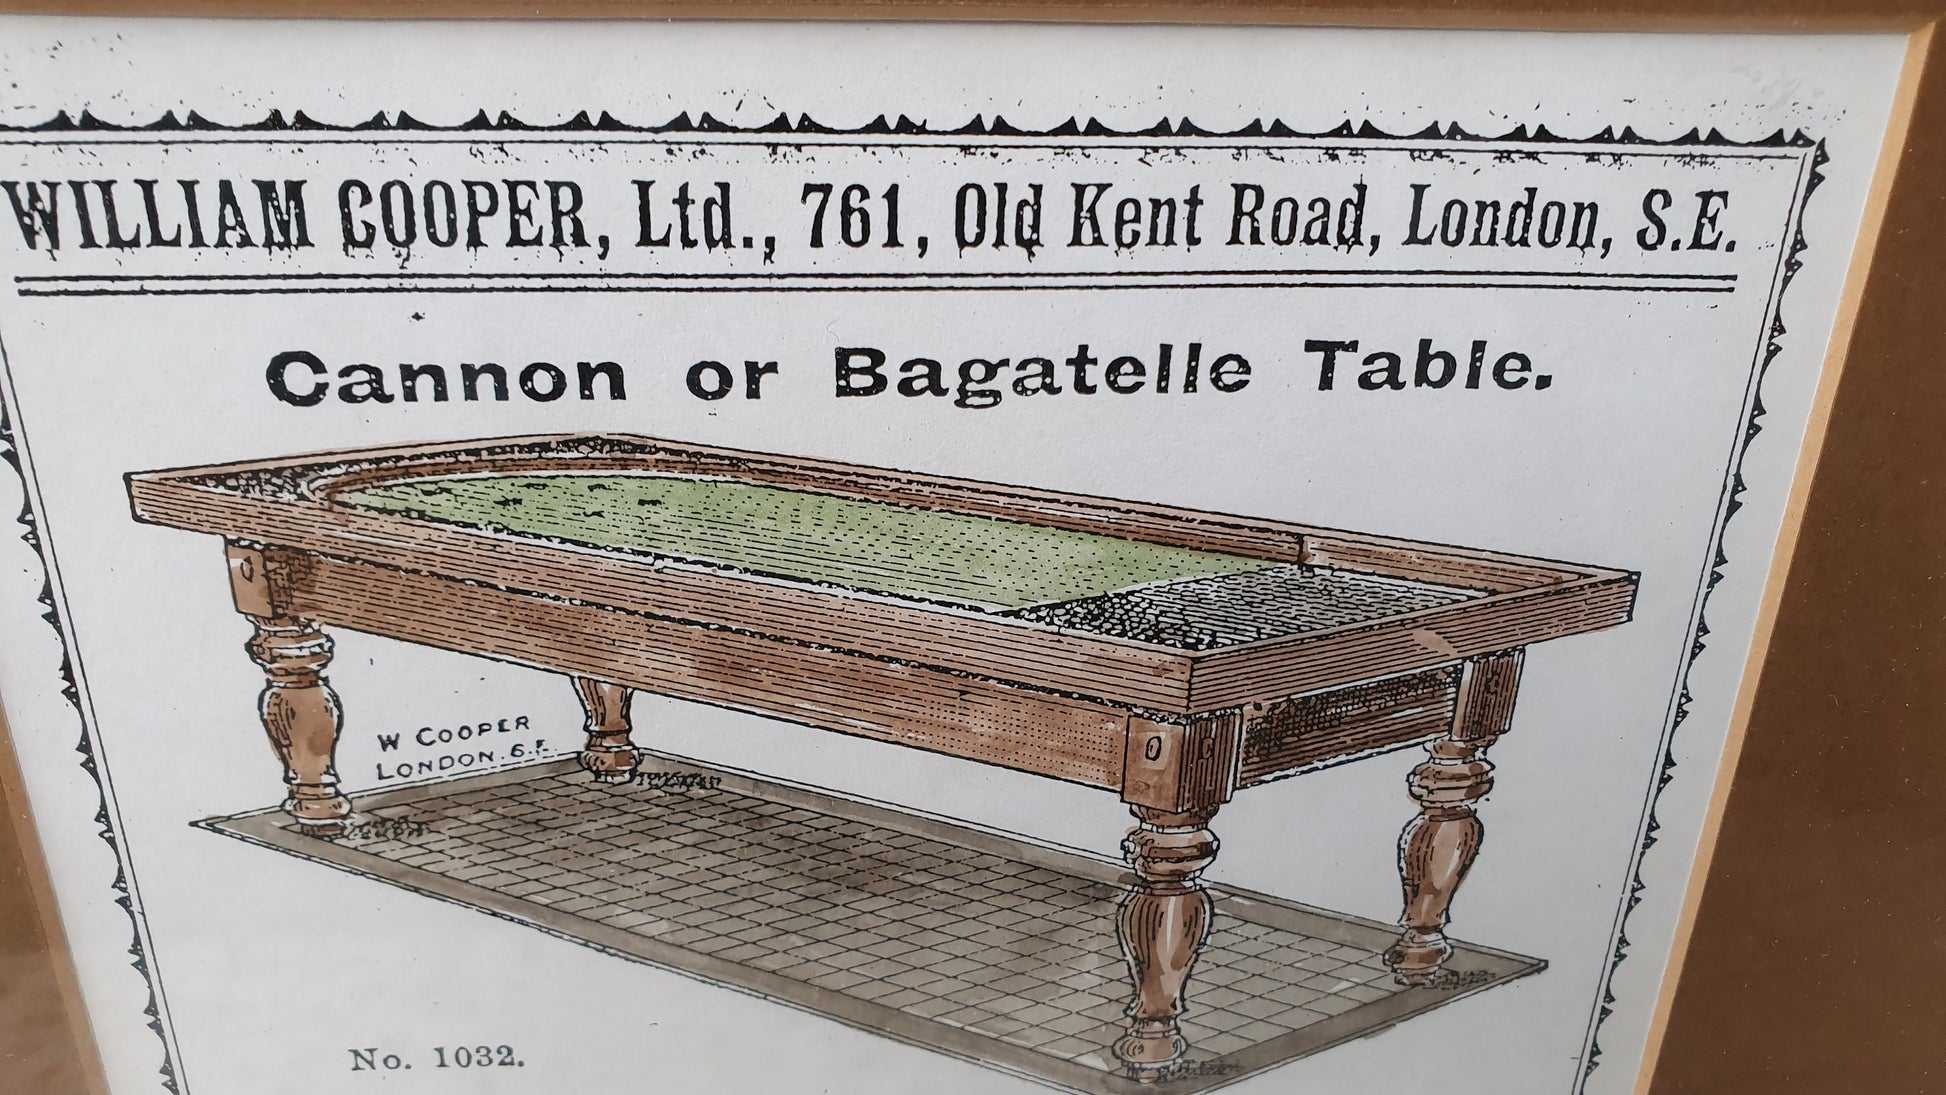 WILLIAM COOPER, Ltd., 761, Old Kent Road, London, S.E.
Cannon or Bagatelle Table.
W COOPER
LONDON. S.E.
No. 1032.